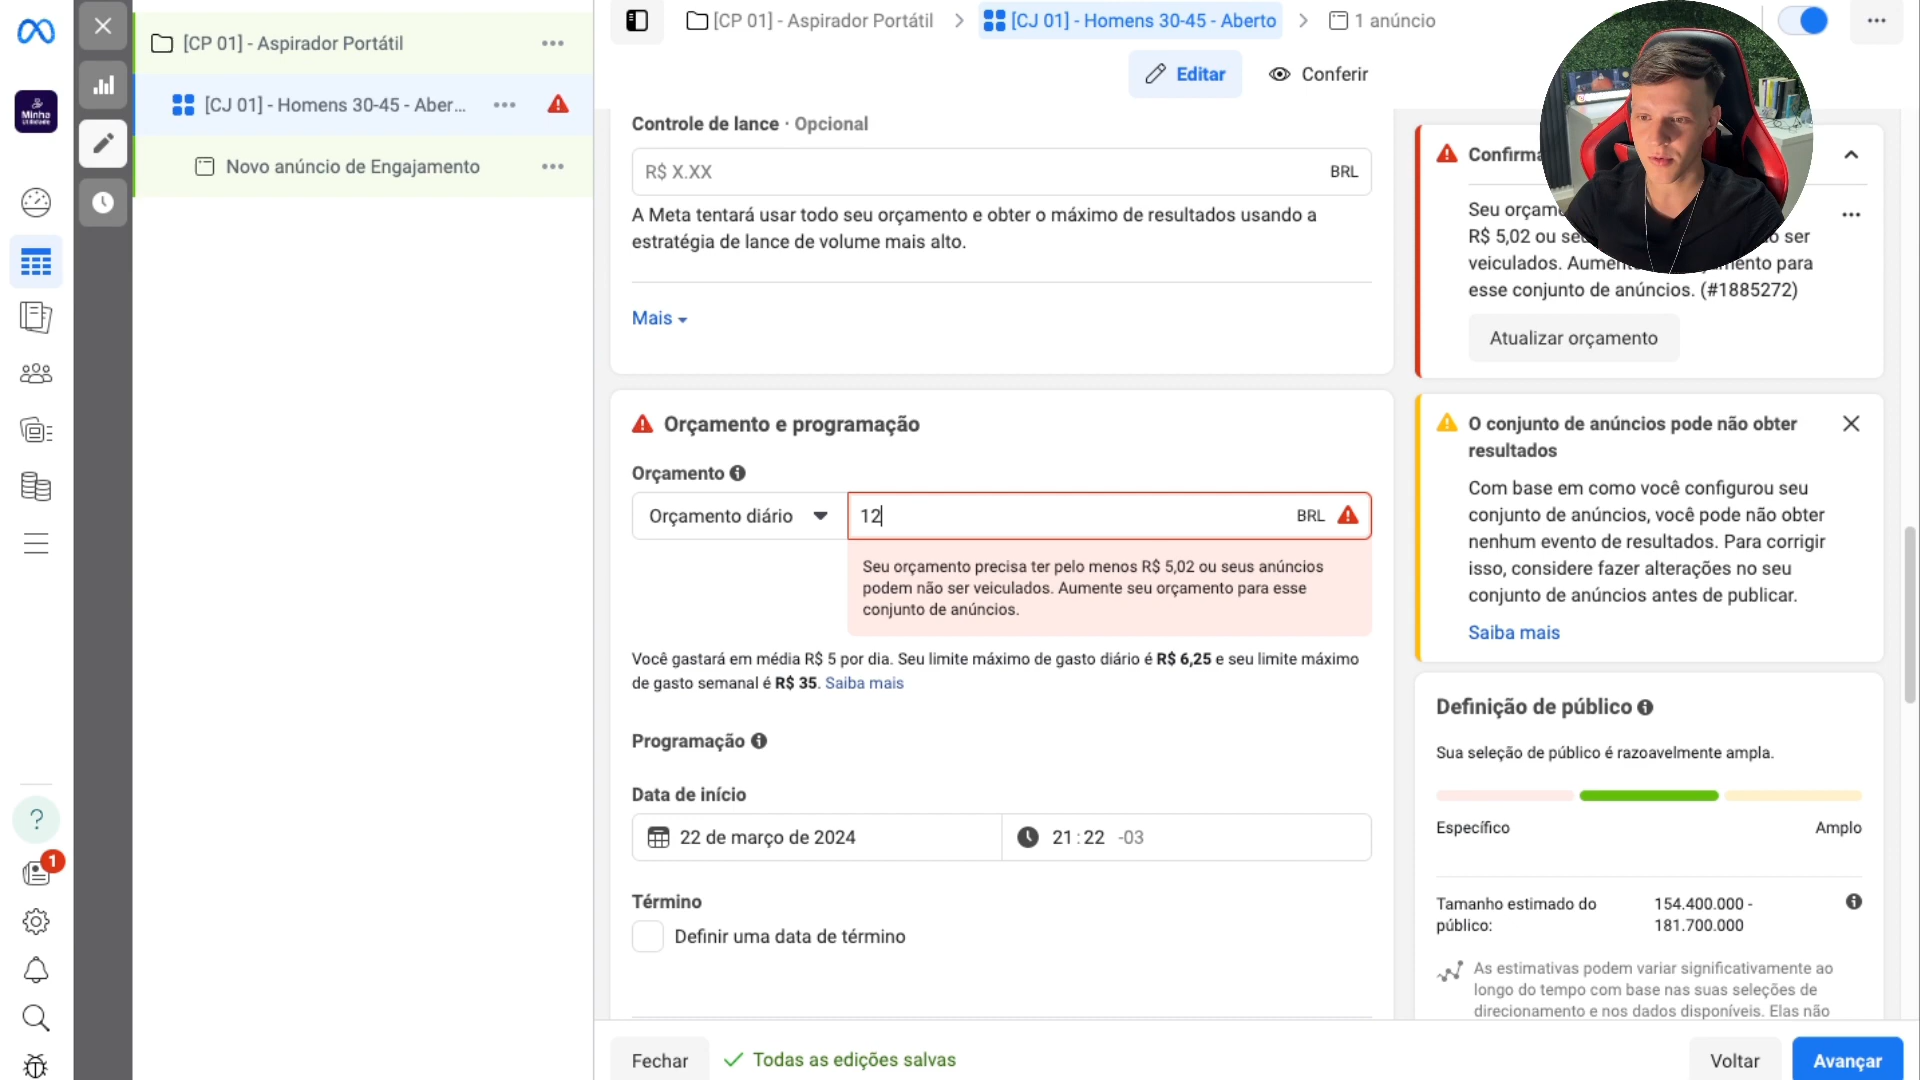 [CP 01] - Aspirador Portátil
[CJ 01] - Homens 30-45 - Aberto
1 anúncio
Editar
Conferir
Minha
[CP 01] - Aspirador Portátil
[CJ 01] - Homens 30-45 - Aber...
Novo anúncio de Engajamento
1
Controle de lance · Opcional
R$ X.XX
BRL
A Meta tentará usar todo seu orçamento e obter o máximo de resultados usando a
estratégia de lance de volume mais alto.
Mais
Orçamento e programação
Orçamento
Orçamento diário
12
BRL
Seu orçamento precisa ter pelo menos R$ 5,02 ou seus anúncios
podem não ser veiculados. Aumente seu orçamento para esse
conjunto de anúncios.
Você gastará em média R$ 5 por dia. Seu limite máximo de gasto diário é R$ 6,25 e seu limite máximo
de gasto semanal é R$ 35. Saiba mais
Programação
Data de início
22 de março de 2024
21:22 -03
Término
Definir uma data de término
Fechar
Todas as edições salvas
Voltar
Avançar
Seu
R$ 5,02 ou
ser
veiculados.
para
esse conjunto de anúncios. (#1885272)
Atualizar orçamento
O conjunto de anúncios pode não obter
resultados
Com base em como você configurou seu
conjunto de anúncios, você pode não obter
nenhum evento de resultados. Para corrigir
isso, considere fazer alterações no seu
conjunto de anúncios antes de publicar.
Saiba mais
Definição de público
Sua seleção de público é razoavelmente ampla.
Específico
Amplo
Tamanho estimado do
público:
154.400.000 -
181.700.000
As estimativas podem variar significativamente ao
longo do tempo com base nas suas seleções de
direcionamento e nos dados disponíveis. Elas não